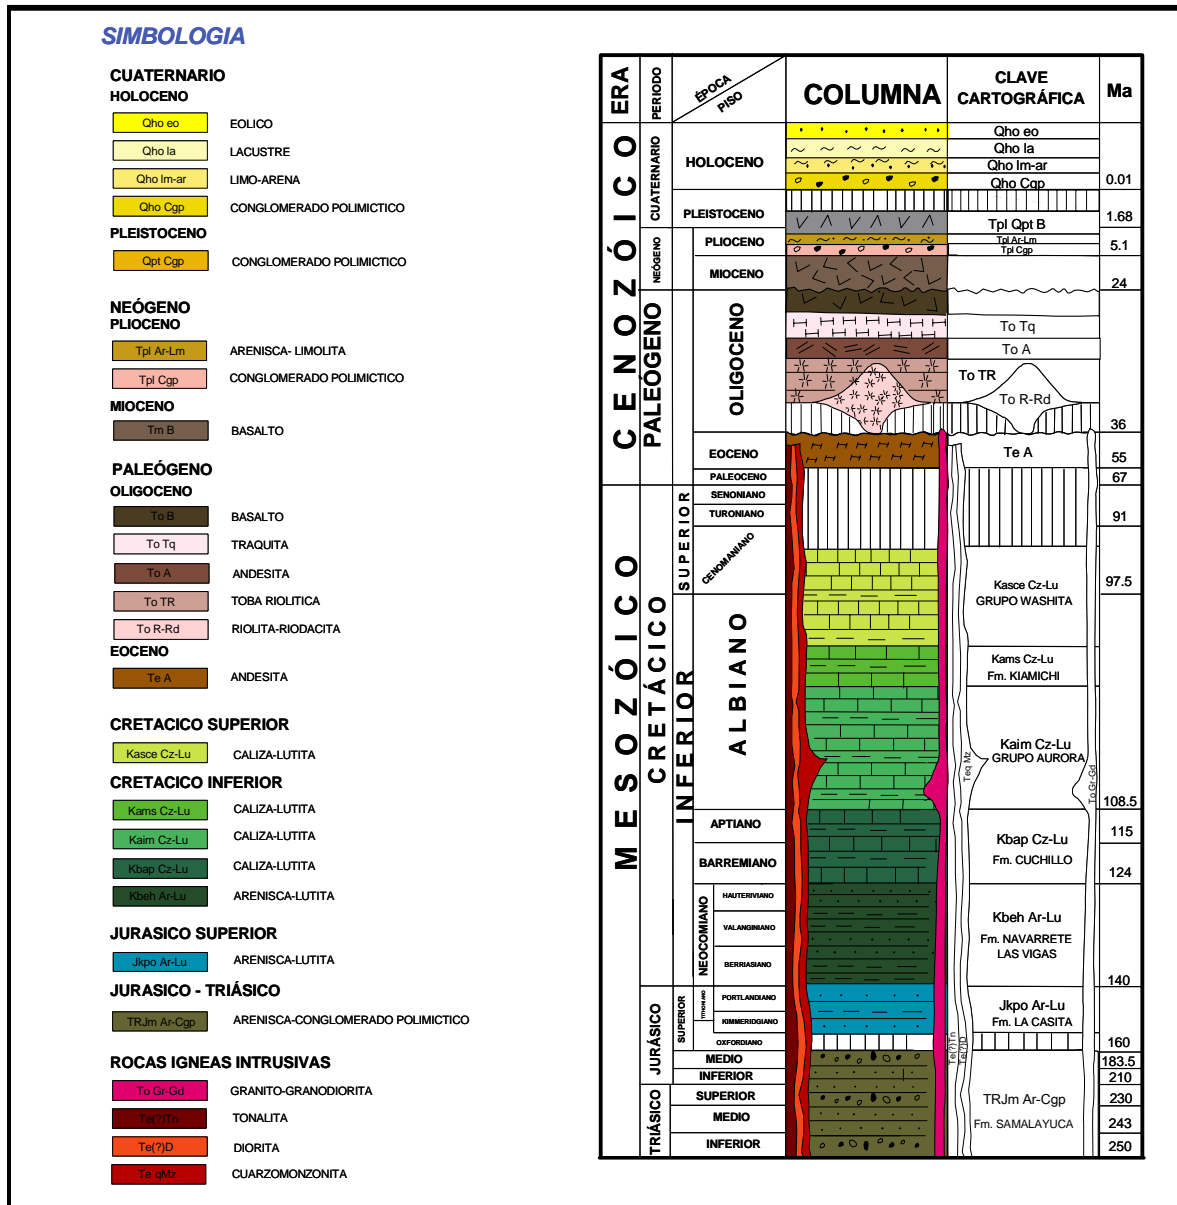 SIMBOLOGIA
CUATERNARIO
HOLOCENO
Qho eo EOLICO
Qho la LACUSTRE
Qho lm-ar LIMO-ARENA
Qho Cgp CONGLOMERADO POLIMICTICO
PLEISTOCENO
Qpt Cgp CONGLOMERADO POLIMICTICO
NEÓGENO
PLIOCENO
Tpl Ar-Lm ARENISCA- LIMOLITA
Tpl Cgp CONGLOMERADO POLIMICTICO
MIOCENO
Tm B BASALTO
PALEÓGENO
OLIGOCENO
To B BASALTO
To Tq TRAQUITA
To A ANDESITA
To TR TOBA RIOLITICA
To R-Rd RIOLITA-RIODACITA
EOCENO
Te A ANDESITA
CRETACICO SUPERIOR
Kasce Cz-Lu CALIZA-LUTITA
CRETACICO INFERIOR
Kams Cz-Lu CALIZA-LUTITA
Kaim Cz-Lu CALIZA-LUTITA
Kbap Cz-Lu CALIZA-LUTITA
Kbeh Ar-Lu ARENISCA-LUTITA
JURASICO SUPERIOR
Jkpo Ar-Lu ARENISCA-LUTITA
JURASICO - TRIÁSICO
TRJm Ar-Cgp ARENISCA-CONGLOMERADO POLIMICTICO
ROCAS IGNEAS INTRUSIVAS
To Gr-Gd GRANITO-GRANODIORITA
Te(?)Tn TONALITA
Te(?)D DIORITA
Te qMz CUARZOMONZONITA
ERA
PERIODO
ÉPOCA
PISO
COLUMNA
CLAVE
CARTOGRÁFICA
Ma
CENOZÓICO
CUATERNARIO
HOLOCENO
Qho eo
Qho la
Qho lm-ar
Qho Cgp
0.01
PLEISTOCENO
Tpl Qpt B
1.68
NEÓGENO
PLIOCENO
Tpl Ar-Lm
Tpl Cgp
5.1
MIOCENO
24
PALEÓGENO
OLIGOCENO
To Tq
To A
To TR
To R-Rd
36
EOCENO
Te A
55
PALEOCENO
67
MESOZÓICO
CRETÁCICO
SUPERIOR
SENONIANO
TURONIANO
91
CENOMANIANO
97.5
Kasce Cz-Lu
GRUPO WASHITA
INFERIOR
ALBIANO
Kams Cz-Lu
Fm. KIAMICHI
Kaim Cz-Lu
GRUPO AURORA
Teq Mz
To Gr-Gd
108.5
APTIANO
115
Kbap Cz-Lu
Fm. CUCHILLO
BARREMIANO
124
NEOCOMIANO
HAUTERIVIANO
VALANGINIANO
BERRIASIANO
Kbeh Ar-Lu
Fm. NAVARRETE
LAS VIGAS
140
JURÁSICO
SUPERIOR
PORTLANDIANO
KIMMERIDGIANO
OXFORDIANO
Jkpo Ar-Lu
Fm. LA CASITA
Te(?)Tn
Te(?)D
160
MEDIO
183.5
INFERIOR
210
TRIÁSICO
SUPERIOR
230
TRJm Ar-Cgp
MEDIO
Fm. SAMALAYUCA
243
INFERIOR
250